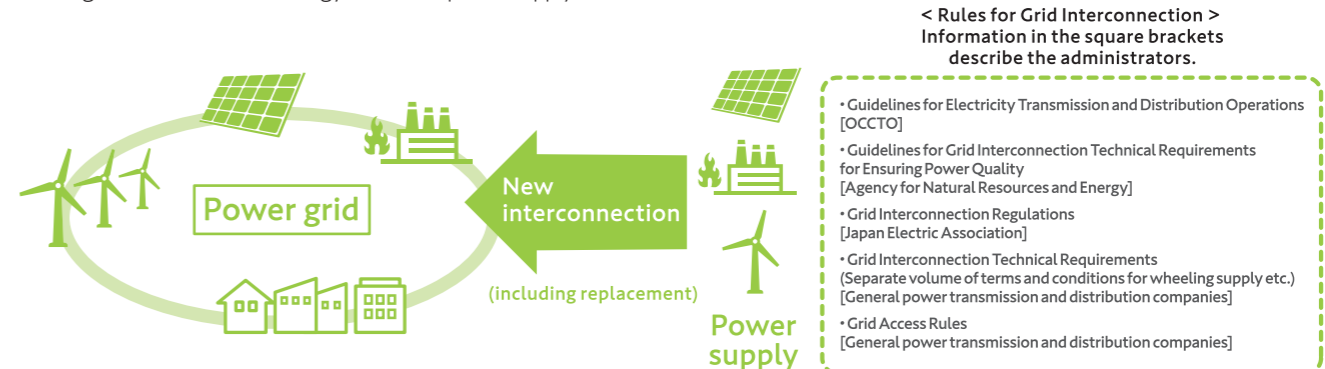 < Rules for Grid Interconnection >
Information in the square brackets
describe the administrators.
Power grid
New
interconnection
(including replacement)
Power
supply
・Guidelines for Electricity Transmission and Distribution Operations
[OCCTO]
・Guidelines for Grid Interconnection Technical Requirements
for Ensuring Power Quality
[Agency for Natural Resources and Energy]
・Grid Interconnection Regulations
[Japan Electric Association]
・Grid Interconnection Technical Requirements
(Separate volume of terms and conditions for wheeling supply etc.)
[General power transmission and distribution companies]
・Grid Access Rules
[General power transmission and distribution companies]